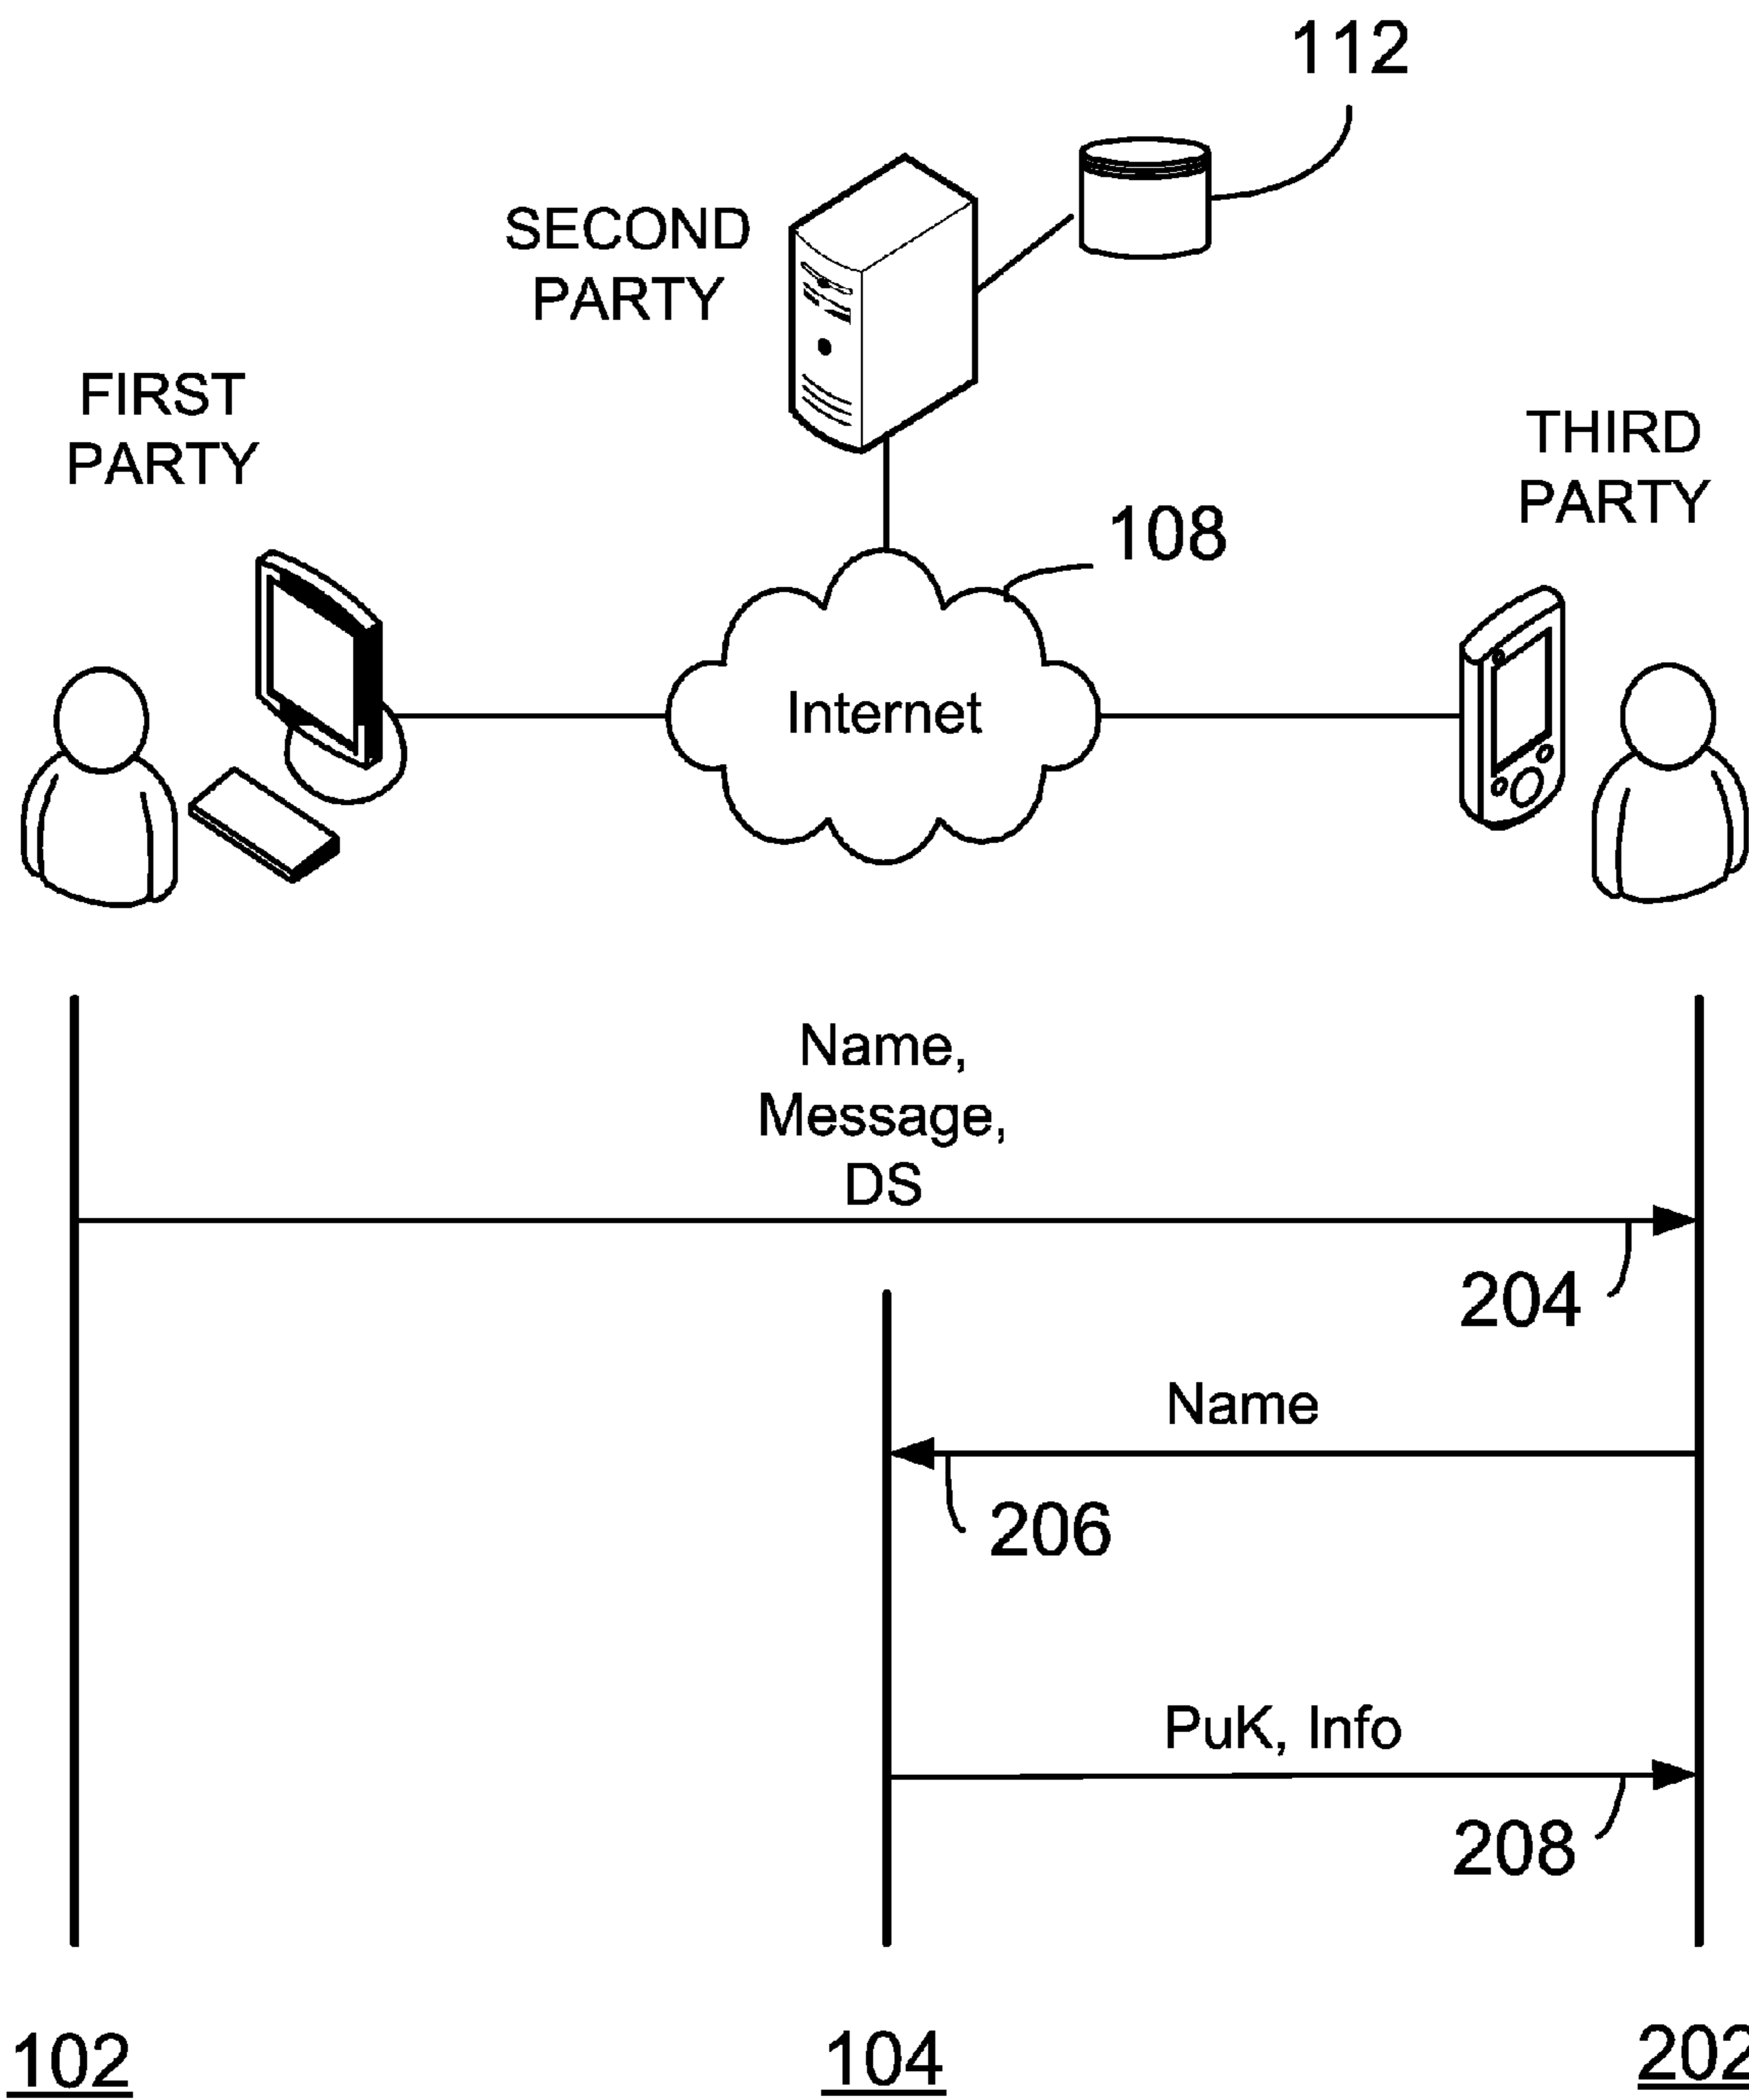 112
SECOND
PARTY
FIRST
PARTY
THIRD
PARTY
108
Internet
Name,
Message,
DS
204
Name
206
PuK, Info
208
102
104
202